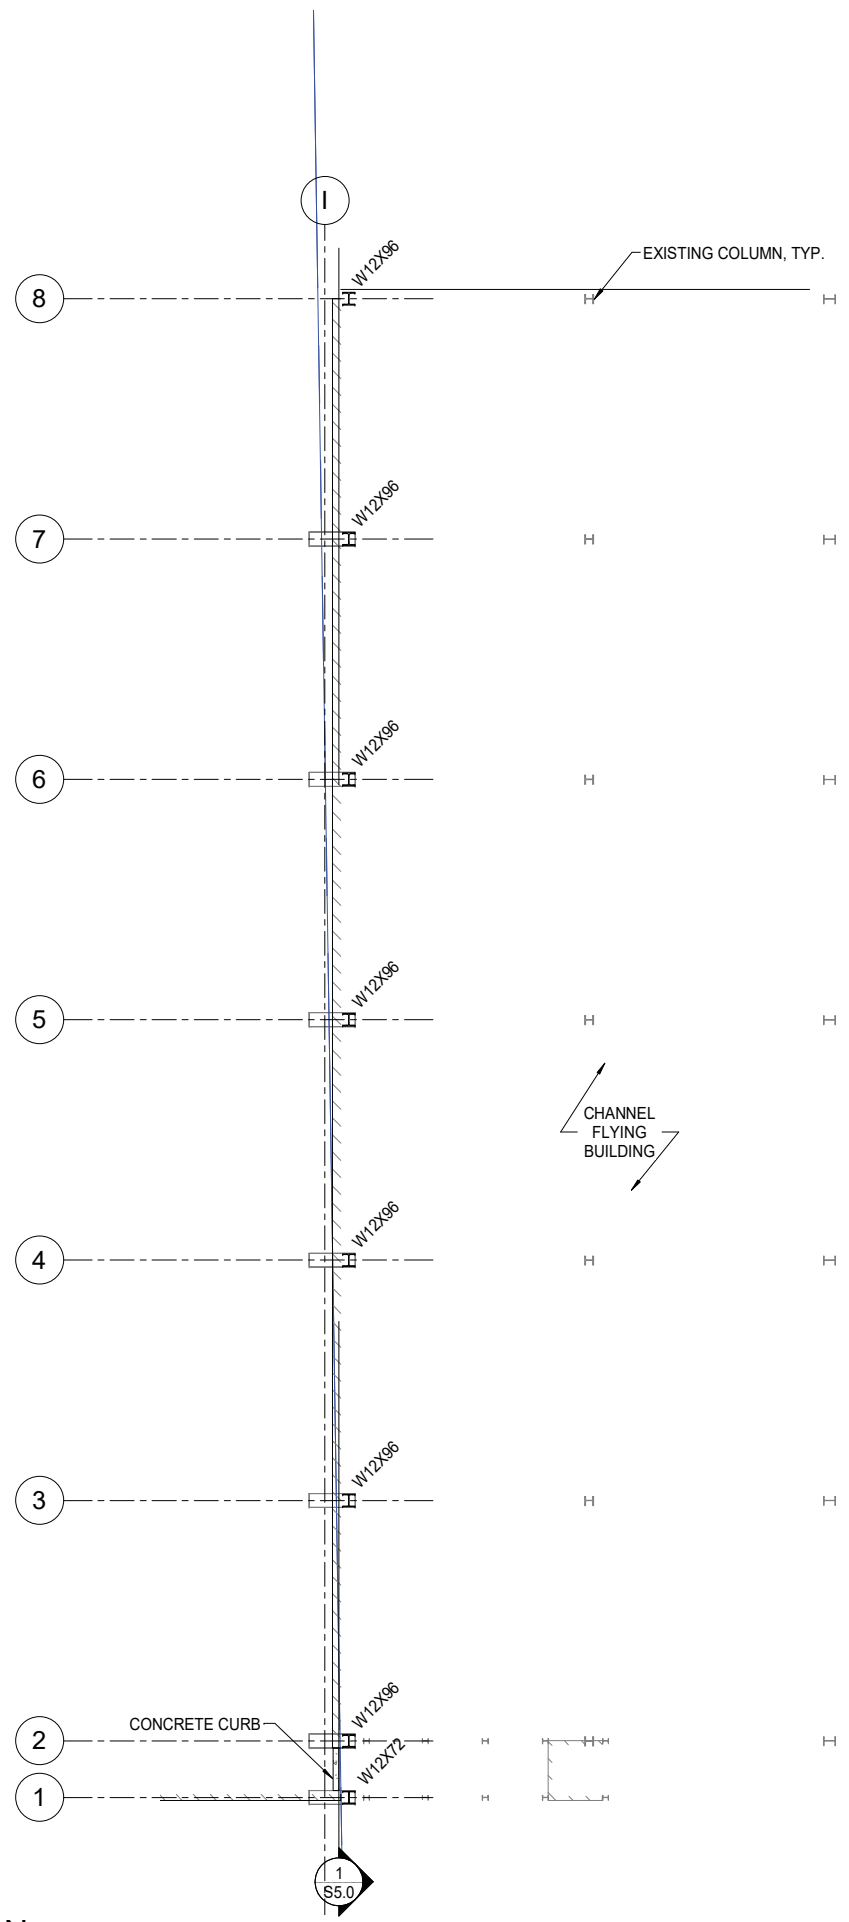 I
W12X96
EXISTING COLUMN, TYP.
8
W12X96
7
W12X96
6
W12X96
5
CHANNEL
FLYING
BUILDING
W12X96
4
W12X96
3
W12X96
CONCRETE CURB
2
W12X72
1
1
S5.0